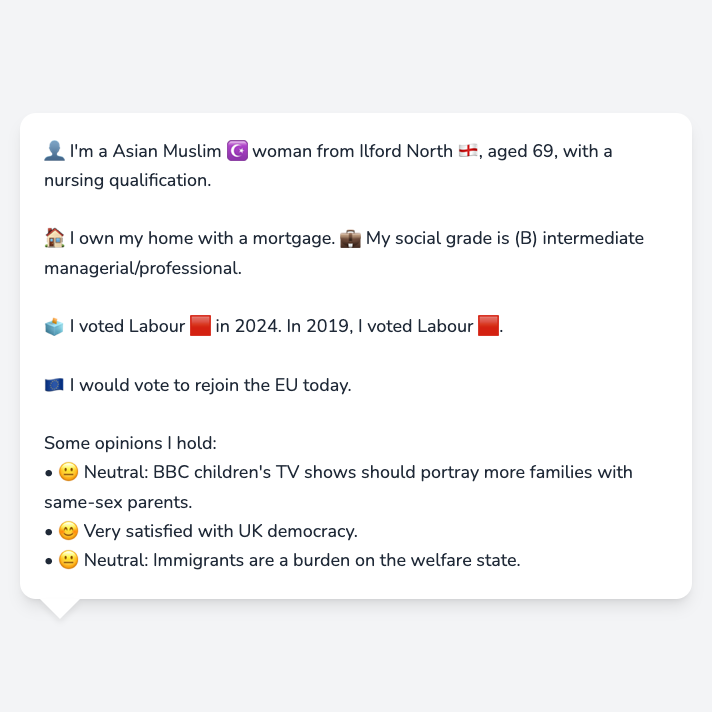 👤 I'm a Asian Muslim ☪️ woman from Ilford North 🏴󠁧󠁢󠁥󠁮󠁧󠁿, aged 69, with a
nursing qualification.
🏠 I own my home with a mortgage. 💼 My social grade is (B) intermediate
managerial/professional.
🗳️ I voted Labour 🟥 in 2024. In 2019, I voted Labour 🟥.
🇪🇺 I would vote to rejoin the EU today.
Some opinions I hold:
• 😐 Neutral: BBC children's TV shows should portray more families with
same-sex parents.
• 😊 Very satisfied with UK democracy.
• 😐 Neutral: Immigrants are a burden on the welfare state.